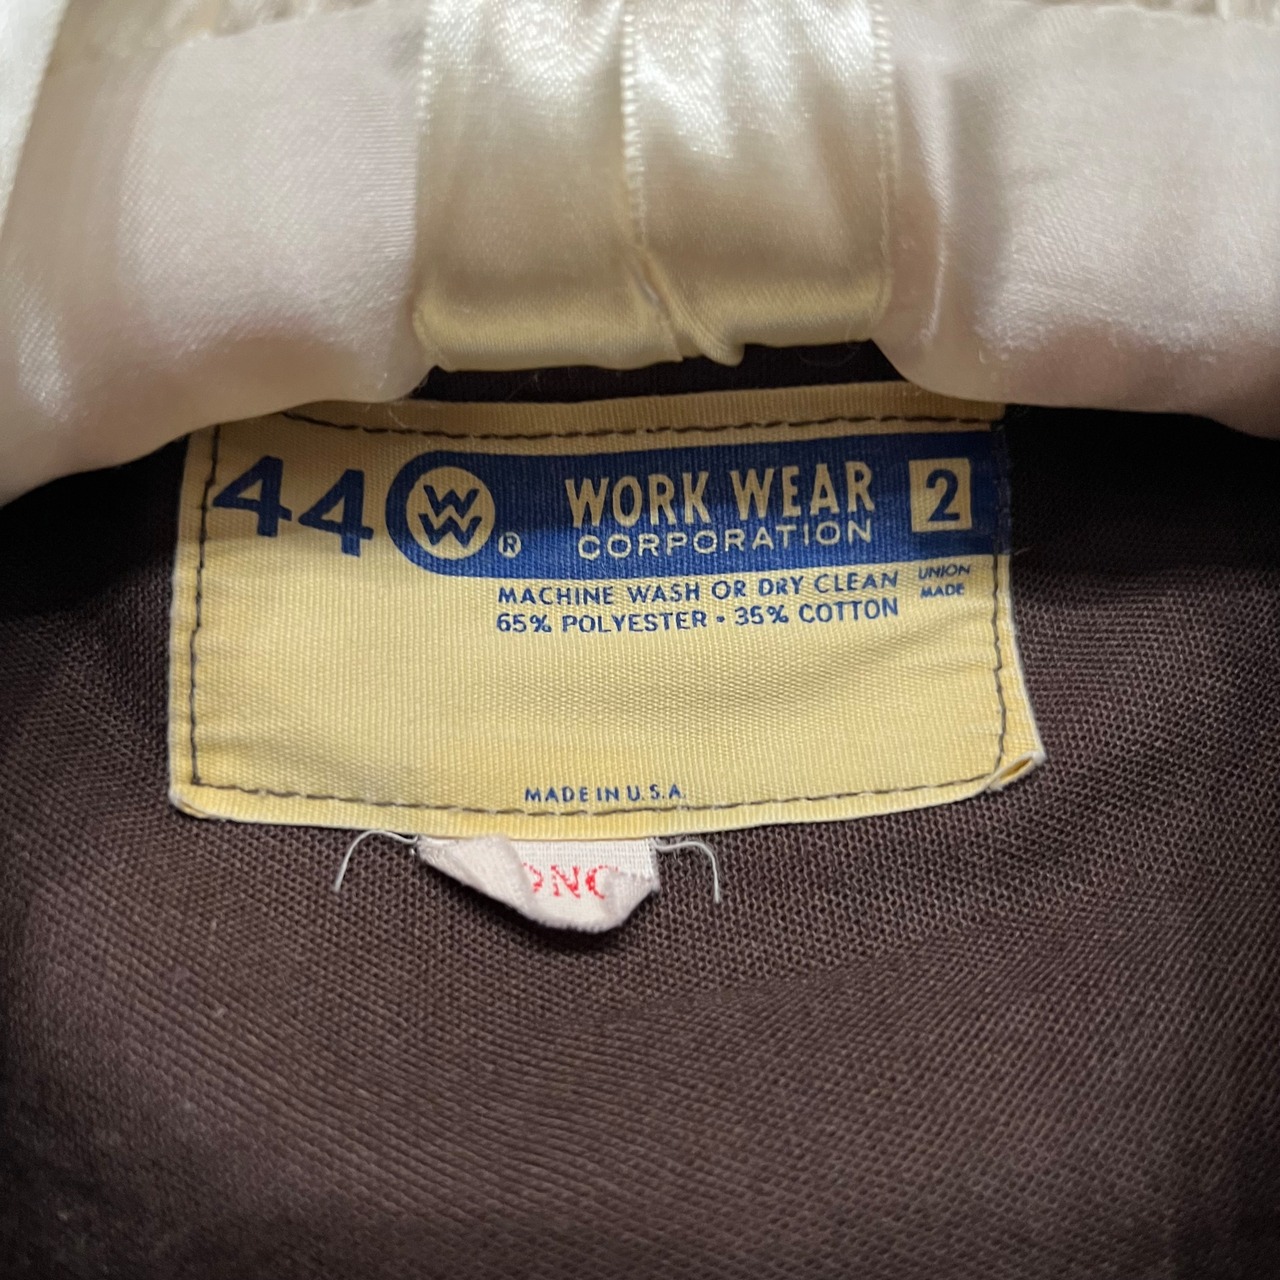 44 WW ® WORK WEAR 2
CORPORATION
MACHINE WASH OR DRY CLEAN
65% POLYESTER • 35% COTTON
UNION
MADE
MADE IN U.S.A.